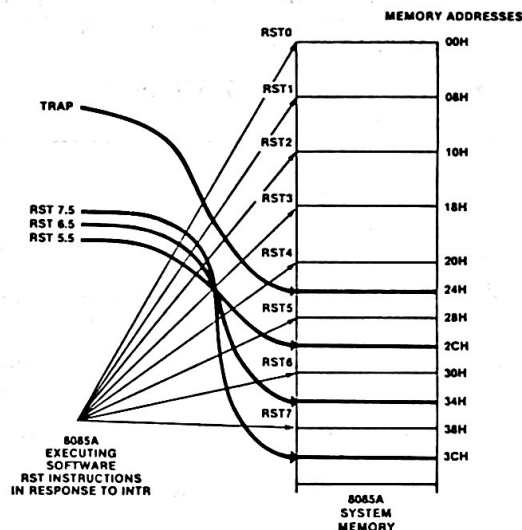 MEMORY ADDRESSES
RST0
00H
RST1
08H
TRAP
RST2
10H
RST3
18H
RST 7.5
RST 6.5
RST 5.5
RST4
20H
24H
RST5
28H
2CH
RST6
30H
34H
RST7
38H
3CH
8085A
EXECUTING
SOFTWARE
RST INSTRUCTIONS
IN RESPONSE TO INTR
8085A
SYSTEM
MEMORY